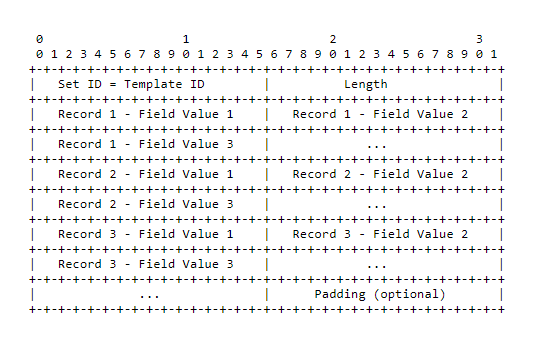 0                   1                   2                   3
 0 1 2 3 4 5 6 7 8 9 0 1 2 3 4 5 6 7 8 9 0 1 2 3 4 5 6 7 8 9 0 1
+-+-+-+-+-+-+-+-+-+-+-+-+-+-+-+-+-+-+-+-+-+-+-+-+-+-+-+-+-+-+-+-+
|   Set ID = Template ID        |          Length               |
+-+-+-+-+-+-+-+-+-+-+-+-+-+-+-+-+-+-+-+-+-+-+-+-+-+-+-+-+-+-+-+-+
|   Record 1 - Field Value 1    |   Record 1 - Field Value 2    |
+-+-+-+-+-+-+-+-+-+-+-+-+-+-+-+-+-+-+-+-+-+-+-+-+-+-+-+-+-+-+-+-+
|   Record 1 - Field Value 3    |             ...               |
+-+-+-+-+-+-+-+-+-+-+-+-+-+-+-+-+-+-+-+-+-+-+-+-+-+-+-+-+-+-+-+-+
|   Record 2 - Field Value 1    |   Record 2 - Field Value 2    |
+-+-+-+-+-+-+-+-+-+-+-+-+-+-+-+-+-+-+-+-+-+-+-+-+-+-+-+-+-+-+-+-+
|   Record 2 - Field Value 3    |             ...               |
+-+-+-+-+-+-+-+-+-+-+-+-+-+-+-+-+-+-+-+-+-+-+-+-+-+-+-+-+-+-+-+-+
|   Record 3 - Field Value 1    |   Record 3 - Field Value 2    |
+-+-+-+-+-+-+-+-+-+-+-+-+-+-+-+-+-+-+-+-+-+-+-+-+-+-+-+-+-+-+-+-+
|   Record 3 - Field Value 3    |             ...               |
+-+-+-+-+-+-+-+-+-+-+-+-+-+-+-+-+-+-+-+-+-+-+-+-+-+-+-+-+-+-+-+-+
|              ...              |      Padding (optional)       |
+-+-+-+-+-+-+-+-+-+-+-+-+-+-+-+-+-+-+-+-+-+-+-+-+-+-+-+-+-+-+-+-+